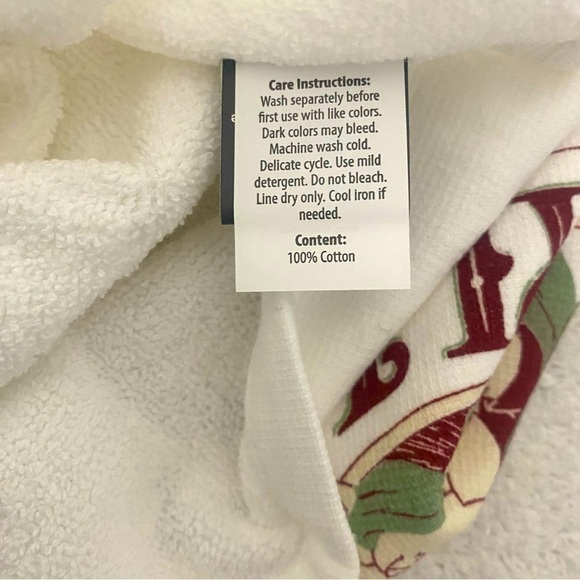 Care Instructions:
Wash separately before
first use with like colors.
Dark colors may bleed.
Machine wash cold.
Delicate cycle. Use mild
detergent. Do not bleach.
Line dry only. Cool iron if
needed.
Content:
100% Cotton